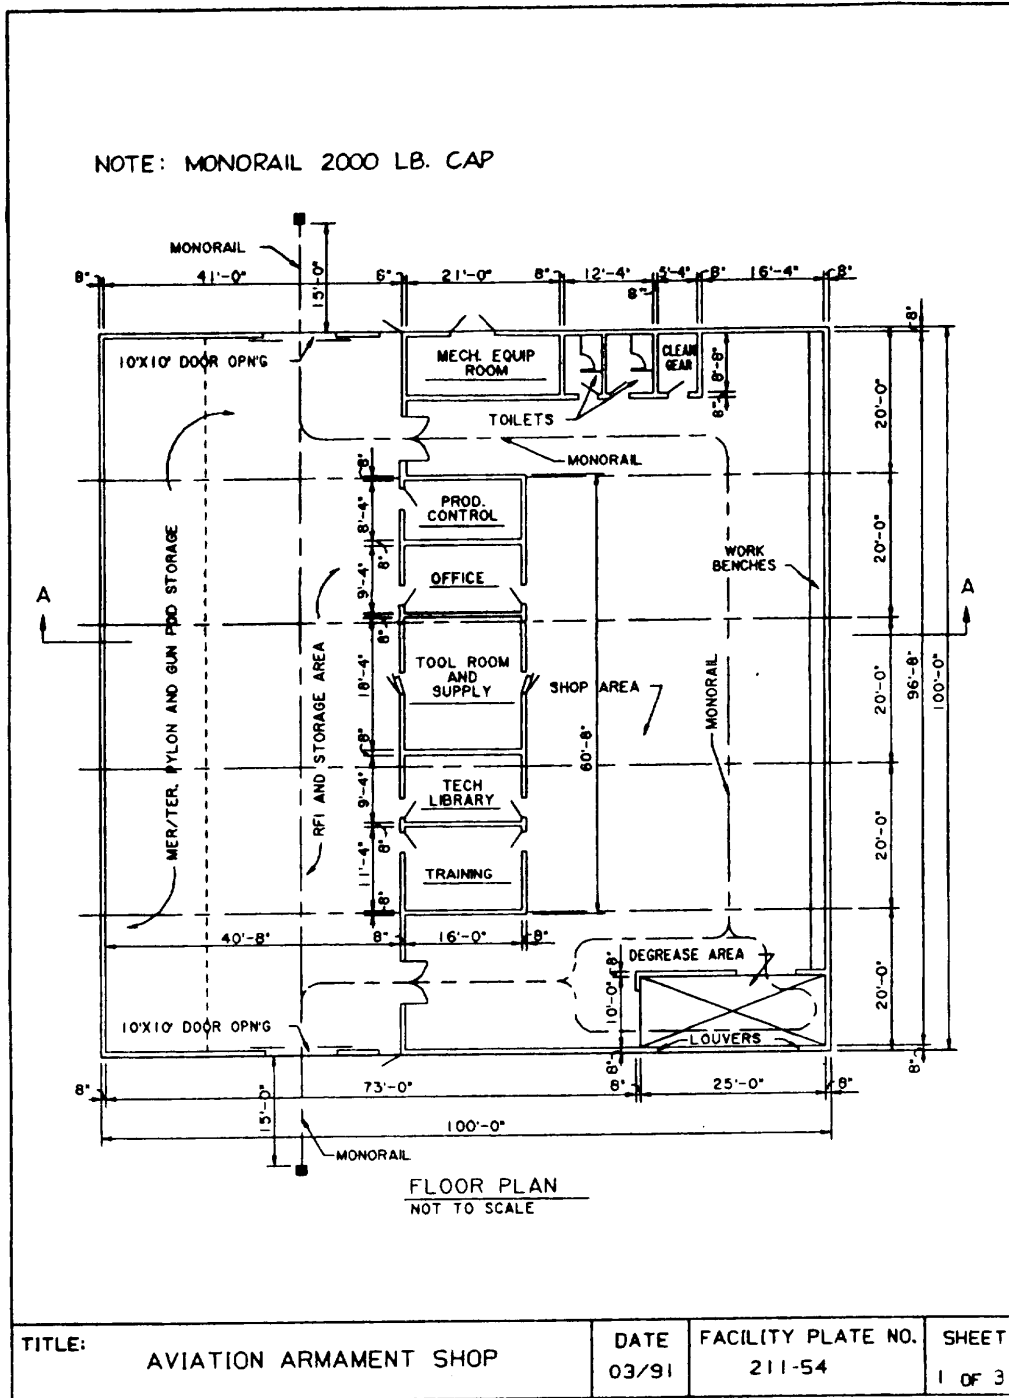 NOTE: MONORAIL 2000 LB. CAP
MONORAIL
15'-0"
8"
41'-0"
6"
21'-0"
8"
12'-4"
8"
5'-4"
8"
16'-4"
8"
10'X10' DOOR OPN'G
MECH. EQUIP
ROOM
CLEAN
GEAR
8'-8"
8"
8"
TOILETS
MONORAIL
20'-0"
8"
8'-4"
PROD.
CONTROL
8"
9'-4"
OFFICE
8"
WORK
BENCHES
20'-0"
A
A
MER/TER, PYLON AND GUN POD STORAGE
RFI AND STORAGE AREA
18'-4"
TOOL ROOM
AND
SUPPLY
SHOP AREA
60'-8"
MONORAIL
20'-0"
96'-8"
100'-0"
8"
9'-4"
TECH
LIBRARY
8"
11'-4"
TRAINING
8"
20'-0"
40'-8"
8"
16'-0"
8"
DEGREASE AREA
8"
10'-0"
20'-0"
10'X10' DOOR OPN'G
LOUVERS
8"
8"
8"
73'-0"
8"
25'-0"
8"
15'-0"
100'-0"
MONORAIL
FLOOR PLAN
NOT TO SCALE
TITLE:
AVIATION ARMAMENT SHOP
DATE
03/91
FACILITY PLATE NO.
211-54
SHEET
1 OF 3